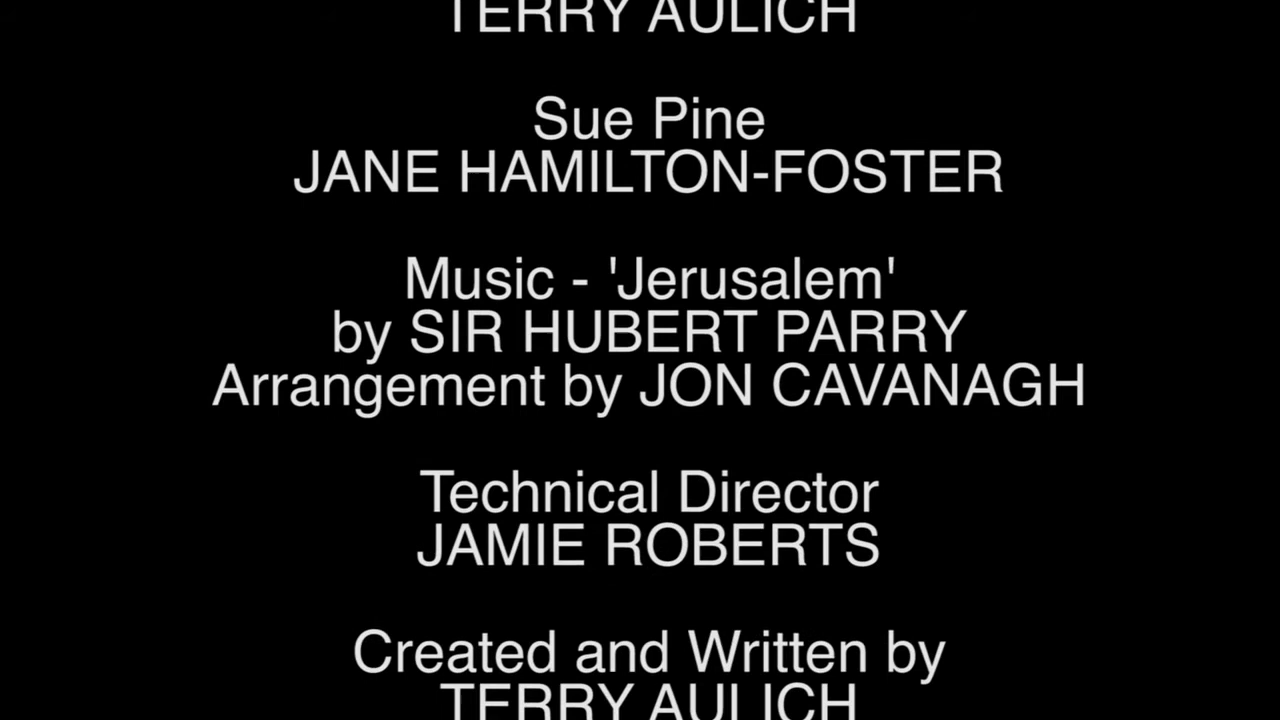 TERRY AULICH
Sue Pine
JANE HAMILTON-FOSTER
Music - 'Jerusalem'
by SIR HUBERT PARRY
Arrangement by JON CAVANAGH
Technical Director
JAMIE ROBERTS
Created and Written by
TERRY AULICH